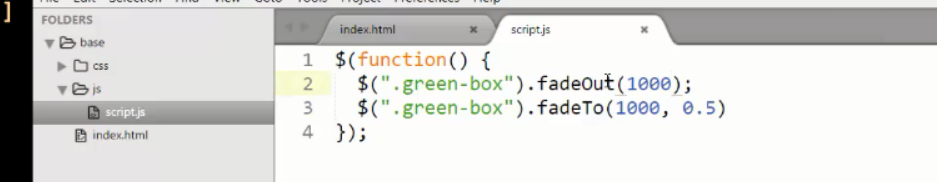 ]
File Edit Selection Find View Goto Tools Project Preferences Help
FOLDERS
base
css
js
script.js
index.html
index.html × script.js ×
1 $(function() {
2 $(".green-box").fadeOut(1000);
3 $(".green-box").fadeTo(1000, 0.5)
4 });